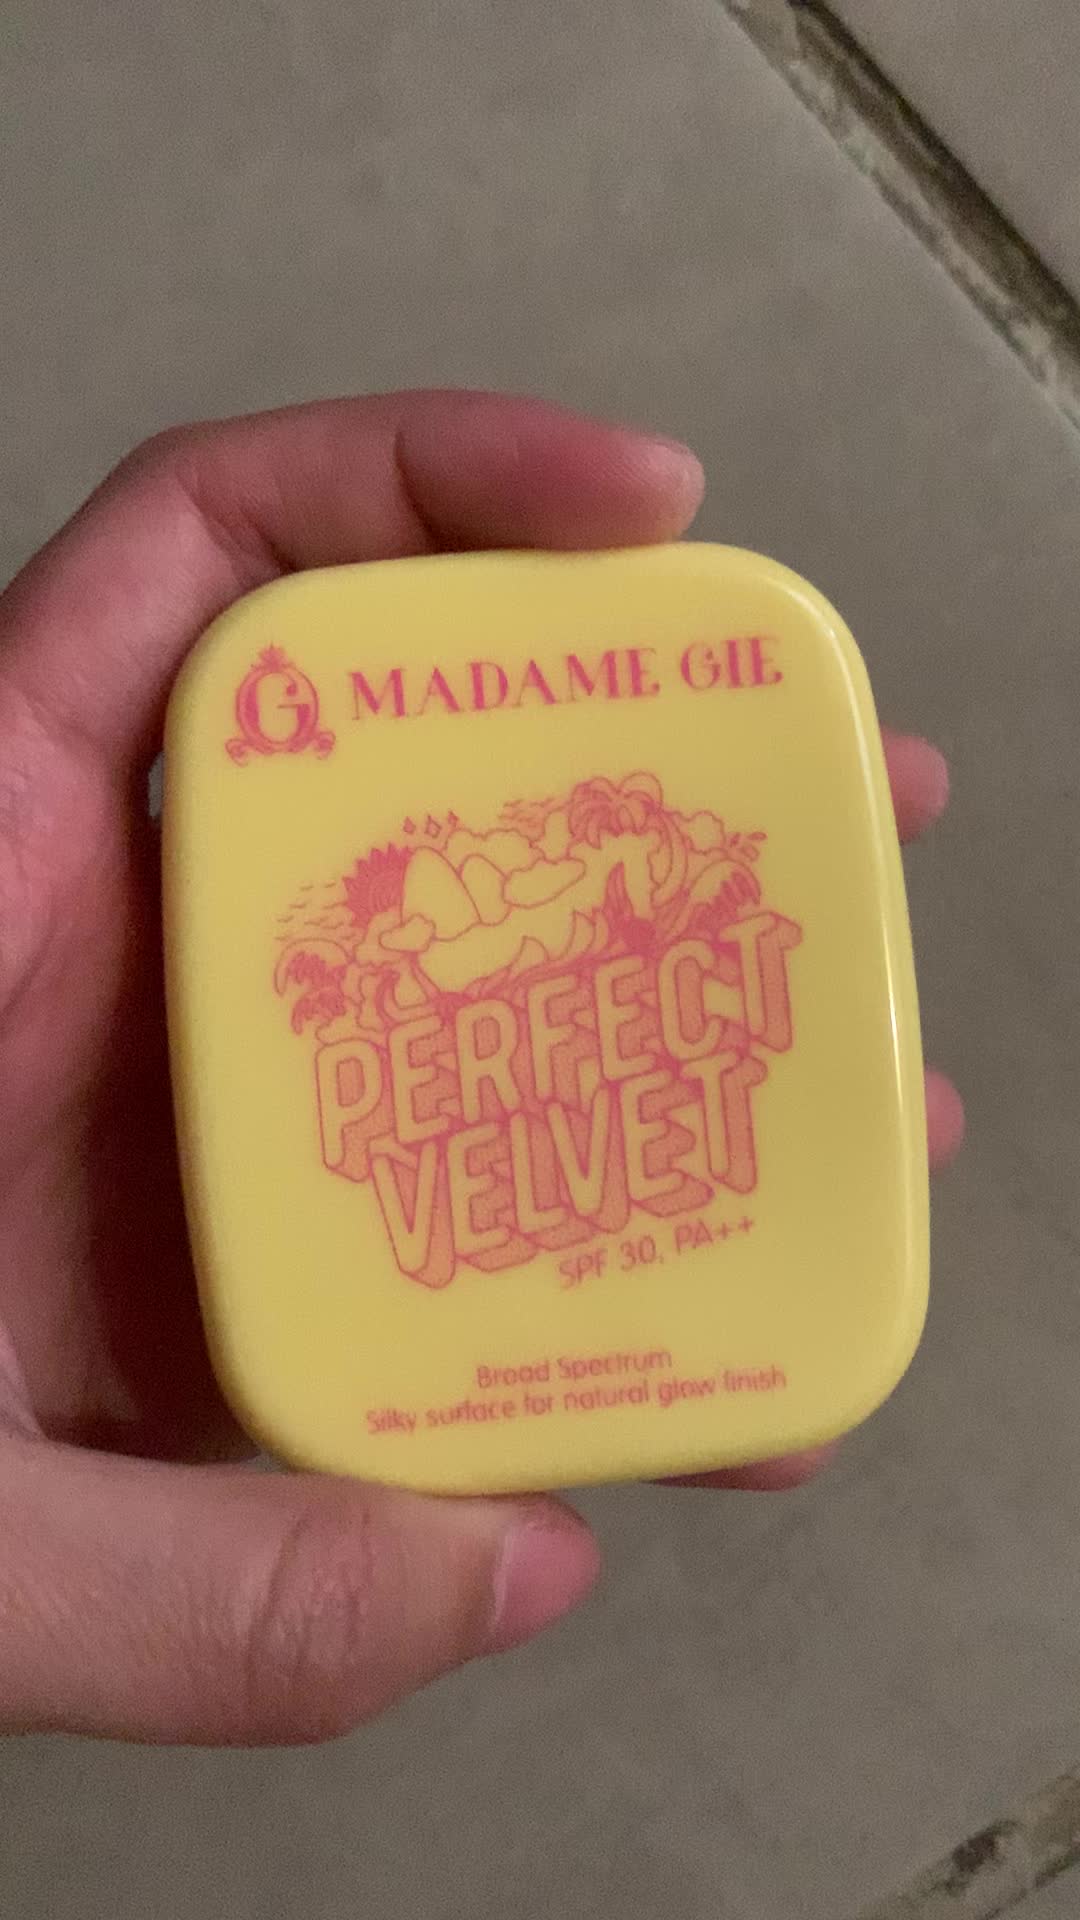 G MADAME GIE
PERFECT
VELVET
SPF 30, PA++
Broad Spectrum
Silky surface for natural glow finish